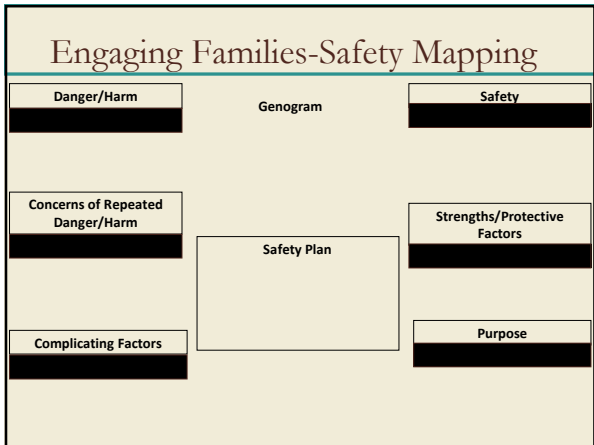 Engaging Families-Safety Mapping
Danger/Harm
Genogram
Safety
Concerns of Repeated
Danger/Harm
Strengths/Protective
Factors
Safety Plan
Complicating Factors
Purpose